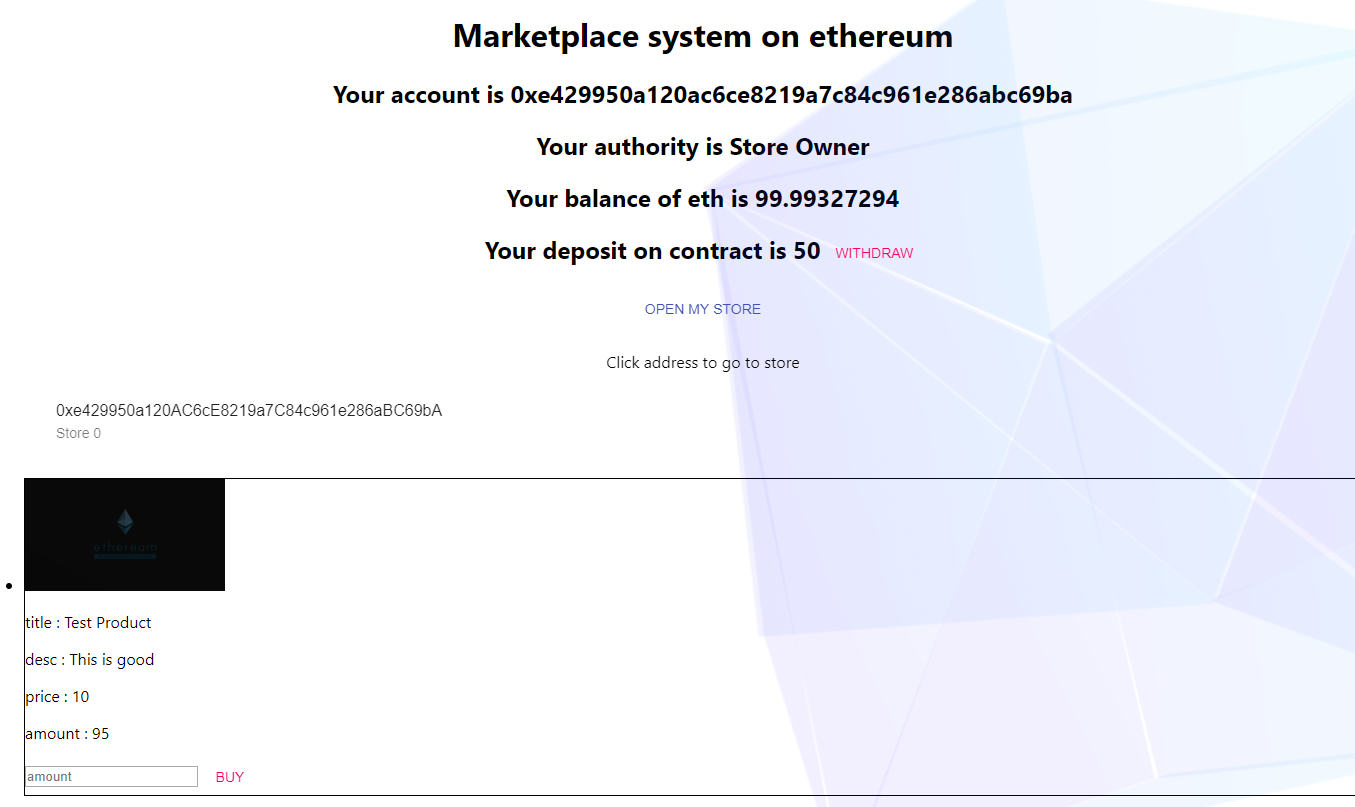 Marketplace system on ethereum
Your account is 0xe429950a120ac6ce8219a7c84c961e286abc69ba
Your authority is Store Owner
Your balance of eth is 99.99327294
Your deposit on contract is 50 WITHDRAW
OPEN MY STORE
Click address to go to store
0xe429950a120AC6cE8219a7C84c961e286aBC69bA
Store 0
ethereum
title : Test Product
desc : This is good
price : 10
amount : 95
amount BUY